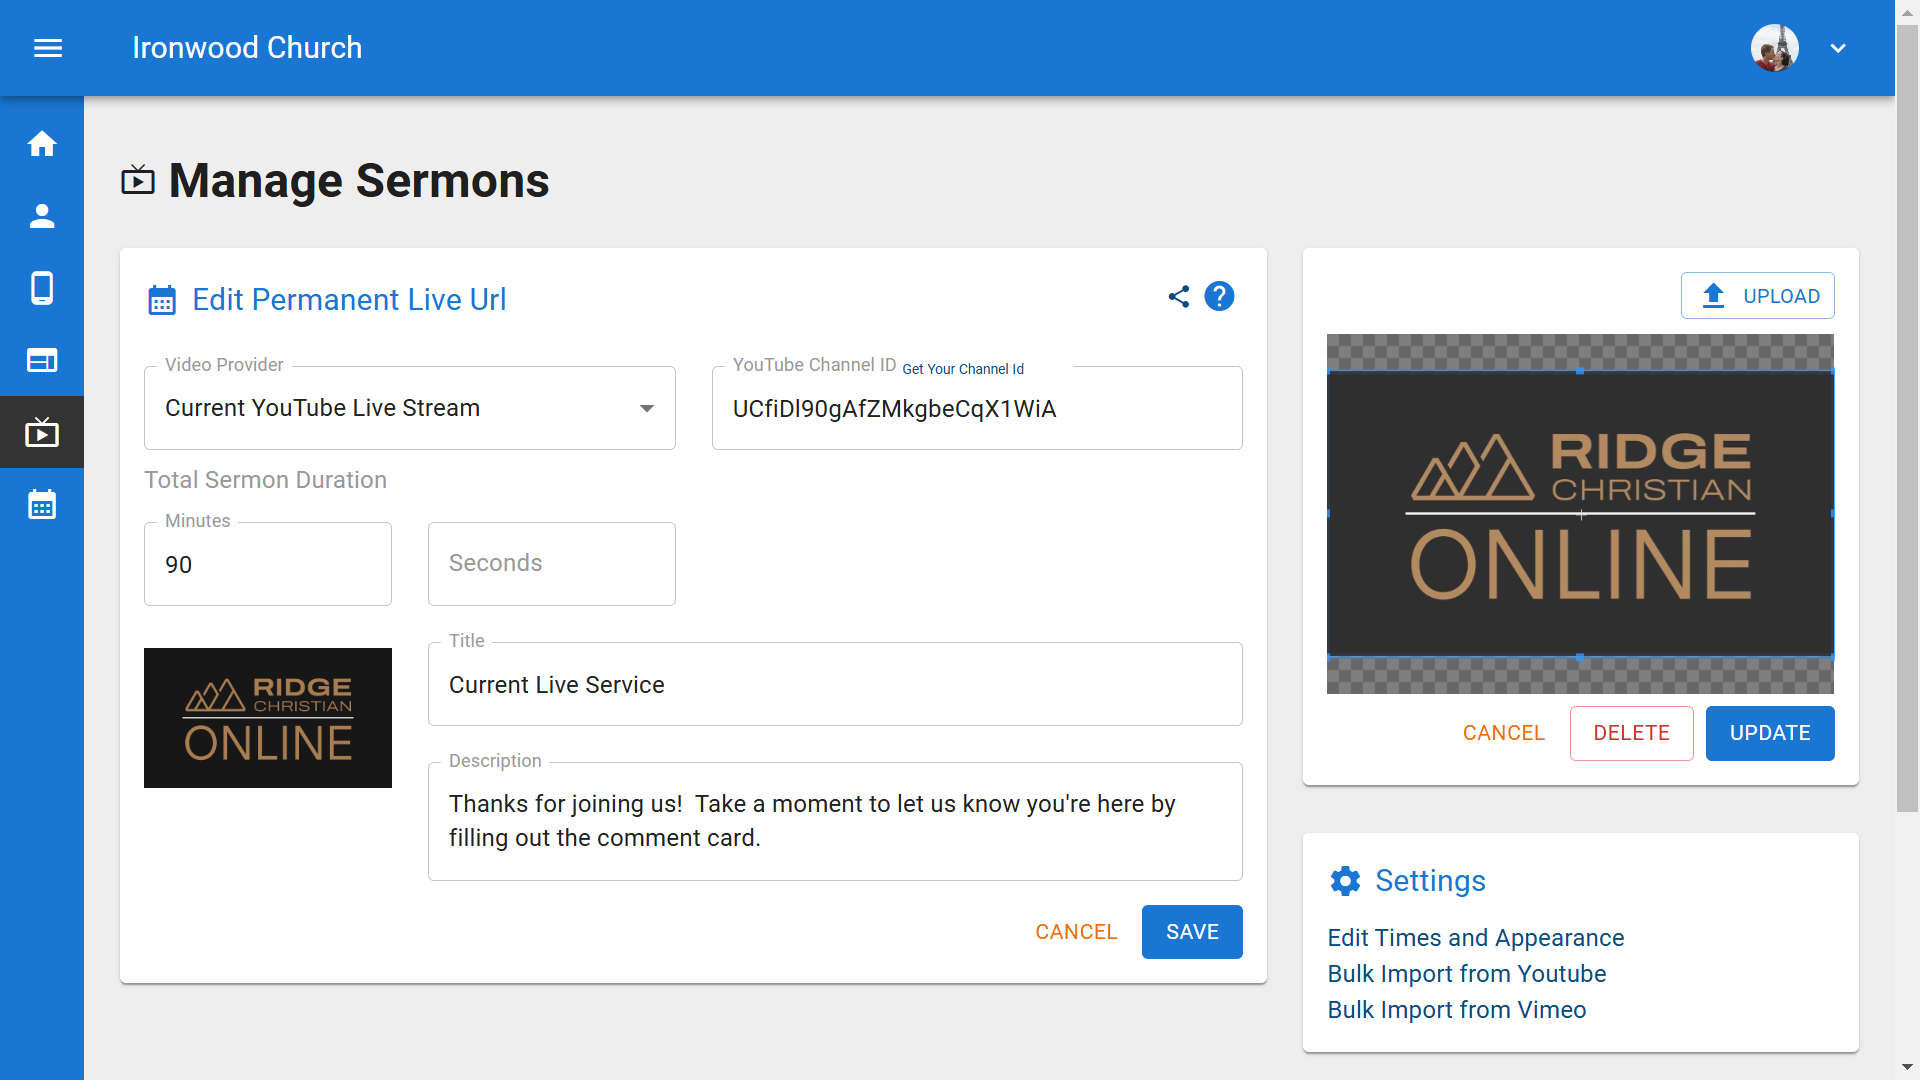 Ironwood Church
Manage Sermons
Edit Permanent Live Url
?
Video Provider
Current YouTube Live Stream
YouTube Channel ID Get Your Channel Id
UCfiDl90gAfZMkgbeCqX1WiA
Total Sermon Duration
Minutes
90
Seconds
RIDGE
CHRISTIAN
ONLINE
Title
Current Live Service
Description
Thanks for joining us!  Take a moment to let us know you're here by
filling out the comment card.
CANCEL
SAVE
UPLOAD
RIDGE
CHRISTIAN
ONLINE
CANCEL
DELETE
UPDATE
Settings
Edit Times and Appearance
Bulk Import from Youtube
Bulk Import from Vimeo